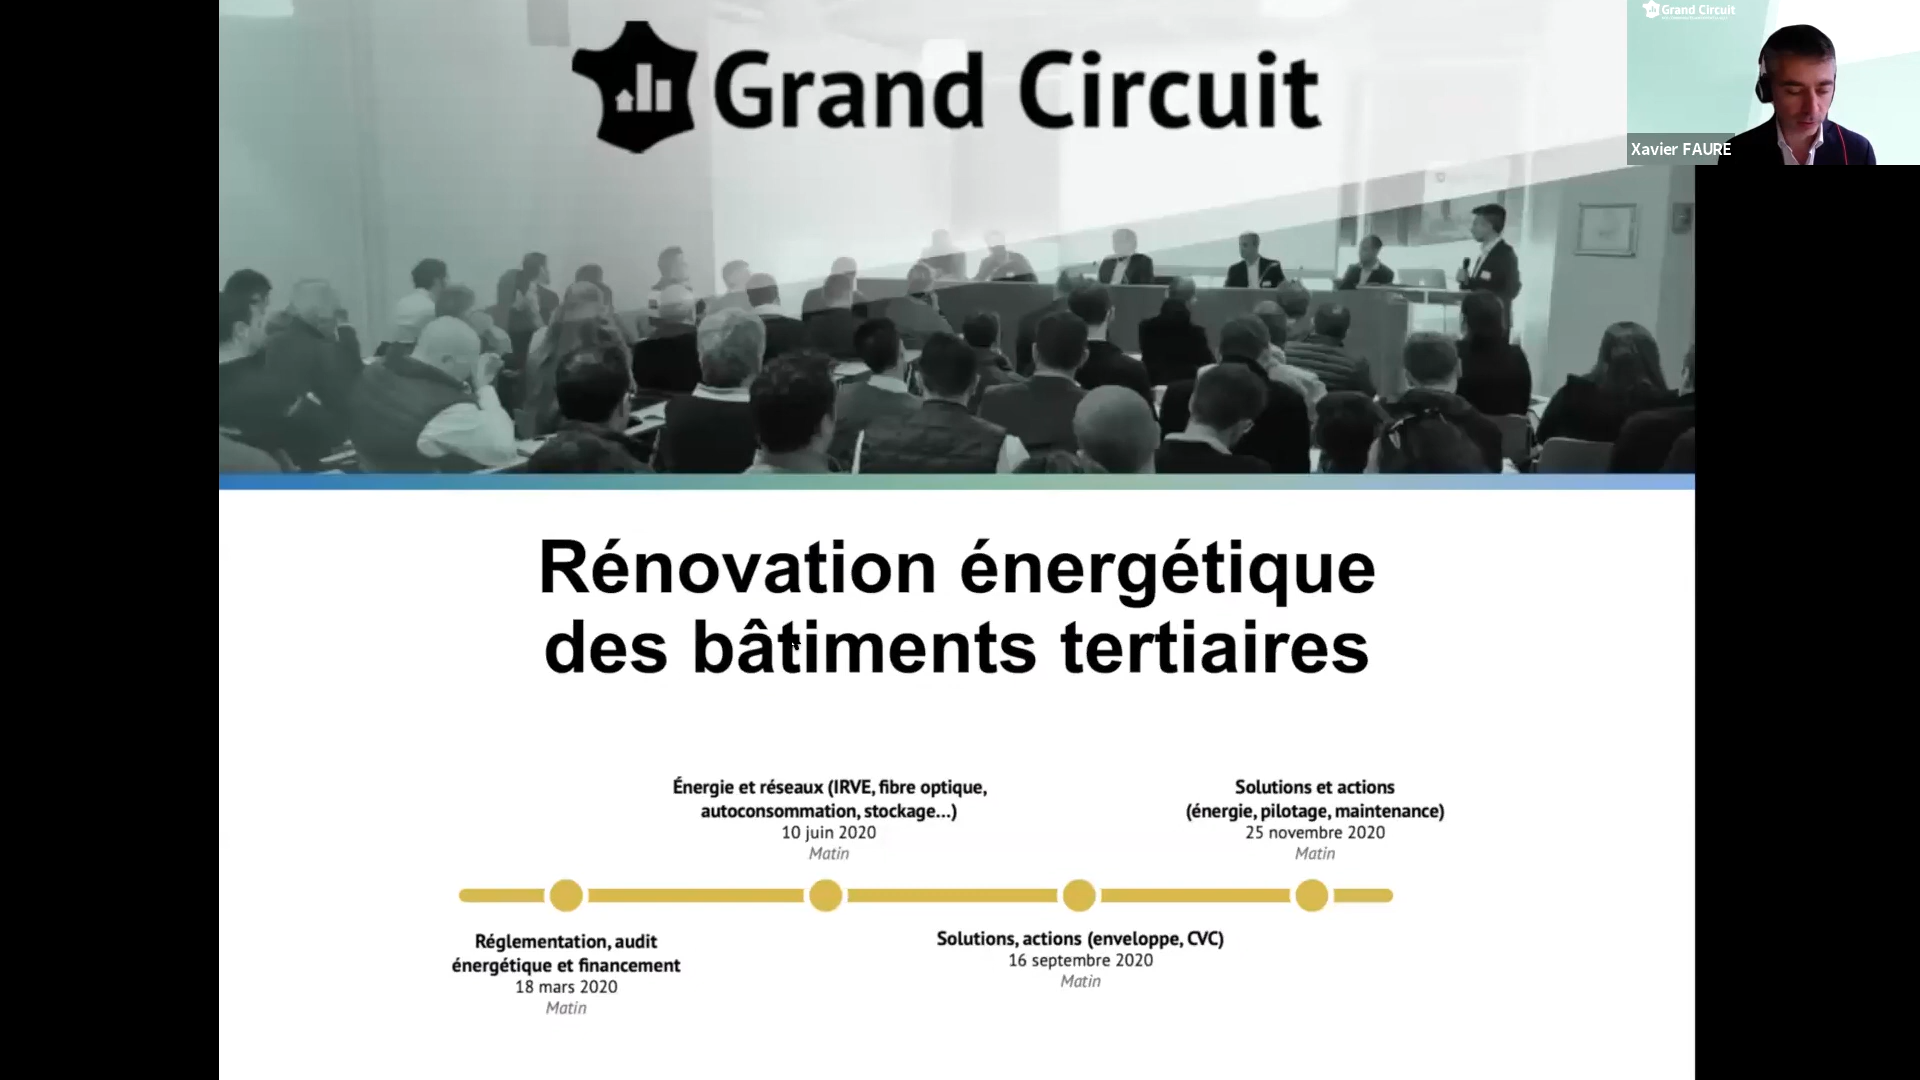 Grand Circuit
Grand Circuit
Xavier FAURE
Rénovation énergétique
des bâtiments tertiaires
Énergie et réseaux (IRVE, fibre optique,
autoconsommation, stockage...)
10 juin 2020
Matin
Solutions et actions
(énergie, pilotage, maintenance)
25 novembre 2020
Matin
Réglementation, audit
énergétique et financement
18 mars 2020
Matin
Solutions, actions (enveloppe, CVC)
16 septembre 2020
Matin